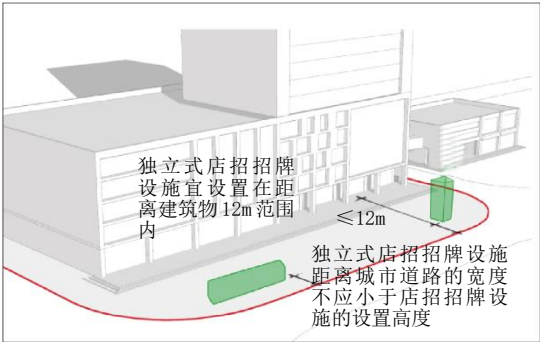 独立式店招招牌
设施宜设置在距
离建筑物12m范围
内
≤12m
独立式店招招牌设施
距离城市道路的宽度
不应小于店招招牌设
施的设置高度